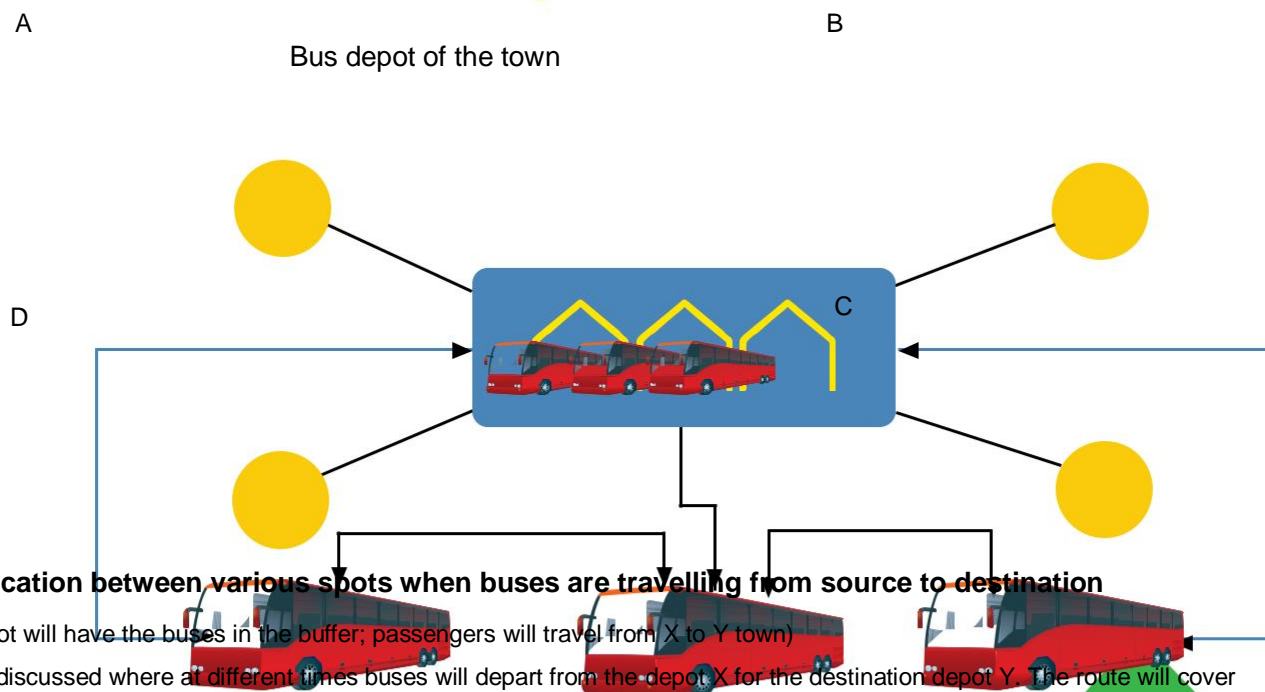 A
B
Bus depot of the town
D
C
cation between various spots when buses are travelling from source to destination
ot will have the buses in the buffer; passengers will travel from X to Y town)
discussed where at different times buses will depart from the depot X for the destination depot Y. The route will cover